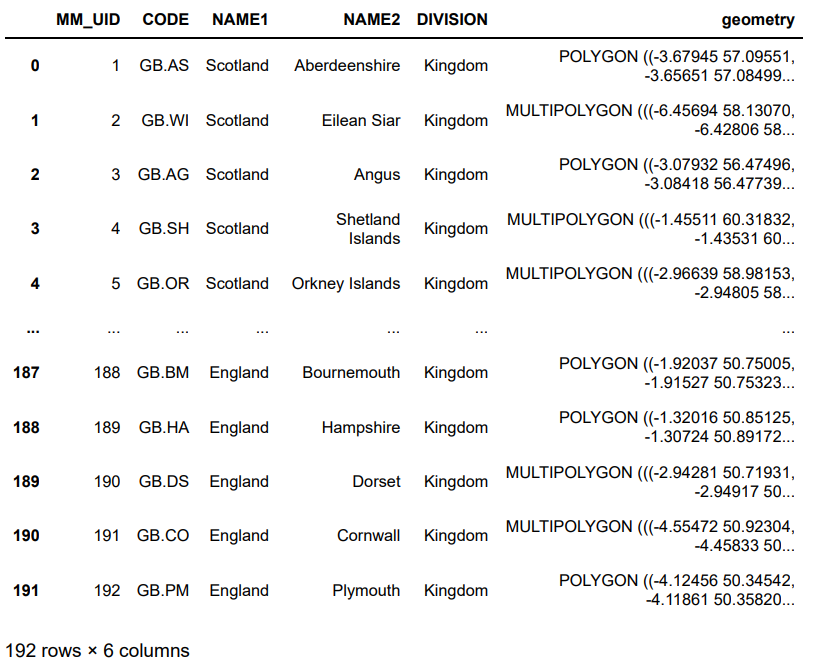 MM_UID CODE NAME1 NAME2 DIVISION geometry
0 1 GB.AS Scotland Aberdeenshire Kingdom POLYGON ((-3.67945 57.09551,
-3.65651 57.08499...
1 2 GB.WI Scotland Eilean Siar Kingdom MULTIPOLYGON (((-6.45694 58.13070,
-6.42806 58...
2 3 GB.AG Scotland Angus Kingdom POLYGON ((-3.07932 56.47496,
-3.08418 56.47739...
3 4 GB.SH Scotland Shetland Islands Kingdom MULTIPOLYGON (((-1.45511 60.31832,
-1.43531 60...
4 5 GB.OR Scotland Orkney Islands Kingdom MULTIPOLYGON (((-2.96639 58.98153,
-2.94805 58...
... ... ... ... ... ... ...
187 188 GB.BM England Bournemouth Kingdom POLYGON ((-1.92037 50.75005,
-1.91527 50.75323...
188 189 GB.HA England Hampshire Kingdom POLYGON ((-1.32016 50.85125,
-1.30724 50.89172...
189 190 GB.DS England Dorset Kingdom MULTIPOLYGON (((-2.94281 50.71931,
-2.94917 50...
190 191 GB.CO England Cornwall Kingdom MULTIPOLYGON (((-4.55472 50.92304,
-4.45833 50...
191 192 GB.PM England Plymouth Kingdom POLYGON ((-4.12456 50.34542,
-4.11861 50.35820...
192 rows × 6 columns